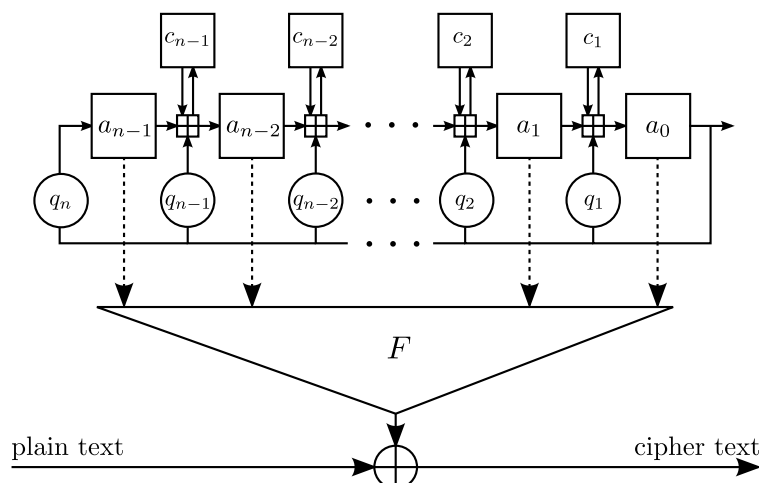 c_{n-1} c_{n-2} c_2 c_1
a_{n-1} a_{n-2} · · · a_1 a_0
q_n q_{n-1} q_{n-2} · · · q_2 q_1
· · ·
F
plain text cipher text